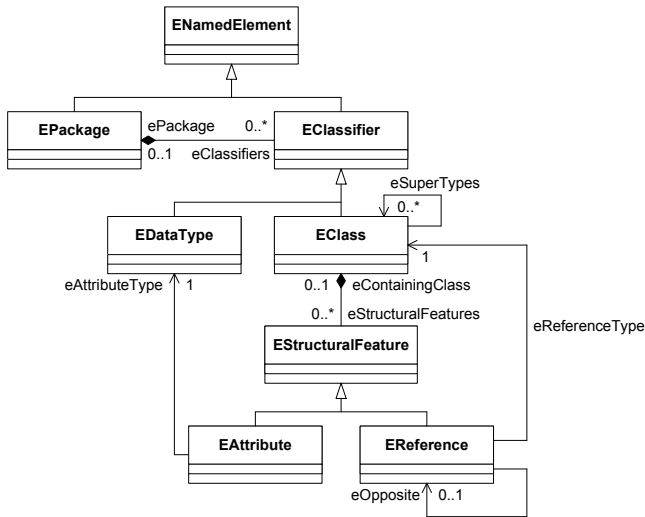 ENamedElement
EPackage
ePackage
0..*
EClassifier
0..1
eClassifiers
eSuperTypes
0..*
EDataType
EClass
eAttributeType
1
0..1
eContainingClass
1
0..*
eStructuralFeatures
EStructuralFeature
eReferenceType
EAttribute
EReference
eOpposite
0..1